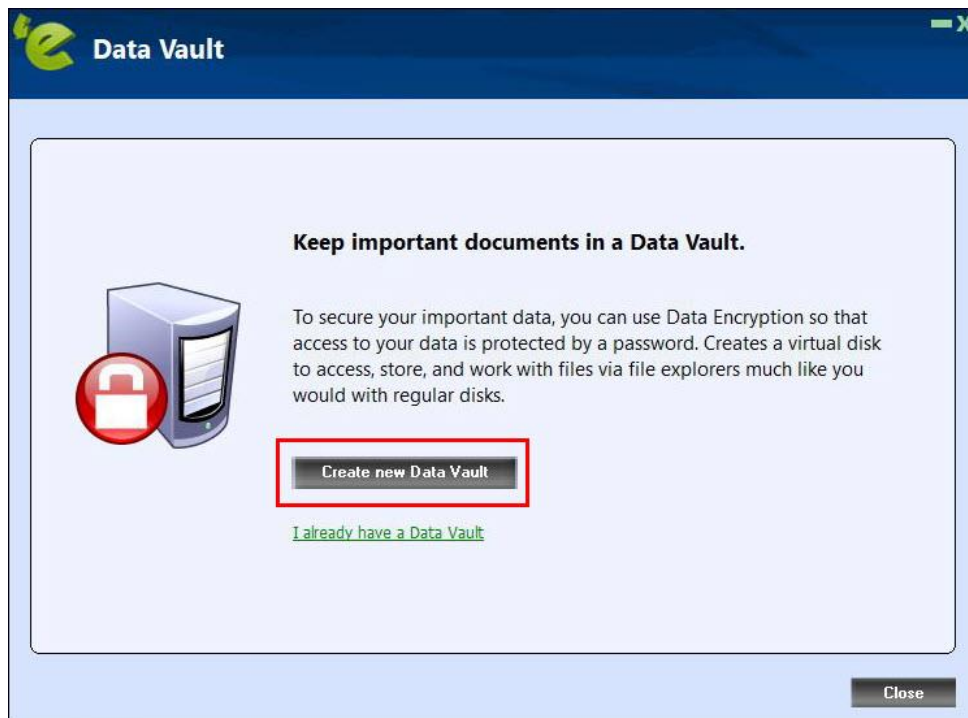 Data Vault
Keep important documents in a Data Vault.
To secure your important data, you can use Data Encryption so that
access to your data is protected by a password. Creates a virtual disk
to access, store, and work with files via file explorers much like you
would with regular disks.
Create new Data Vault
I already have a Data Vault
Close